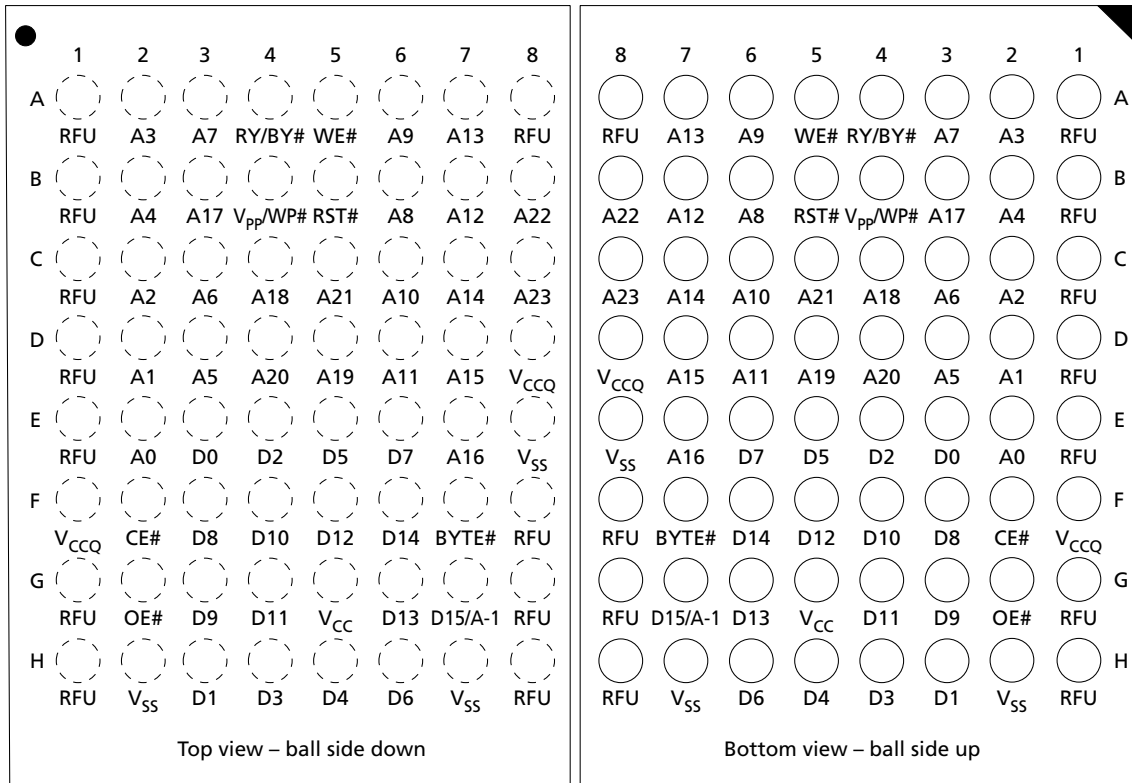 1 2 3 4 5 6 7 8 8 7 6 5 4 3 2 1
A A
RFU A3 A7 RY/BY# WE# A9 A13 RFU RFU A13 A9 WE# RY/BY# A7 A3 RFU
B B
RFU A4 A17 VPP/WP# RST# A8 A12 A22 A22 A12 A8 RST# VPP/WP# A17 A4 RFU
C C
RFU A2 A6 A18 A21 A10 A14 A23 A23 A14 A10 A21 A18 A6 A2 RFU
D D
RFU A1 A5 A20 A19 A11 A15 VCCQ VCCQ A15 A11 A19 A20 A5 A1 RFU
E E
RFU A0 D0 D2 D5 D7 A16 VSS VSS A16 D7 D5 D2 D0 A0 RFU
F F
VCCQ CE# D8 D10 D12 D14 BYTE# RFU RFU BYTE# D14 D12 D10 D8 CE# VCCQ
G G
RFU OE# D9 D11 VCC D13 D15/A-1 RFU RFU D15/A-1 D13 VCC D11 D9 OE# RFU
H H
RFU VSS D1 D3 D4 D6 VSS RFU RFU VSS D6 D4 D3 D1 VSS RFU
Top view – ball side down Bottom view – ball side up